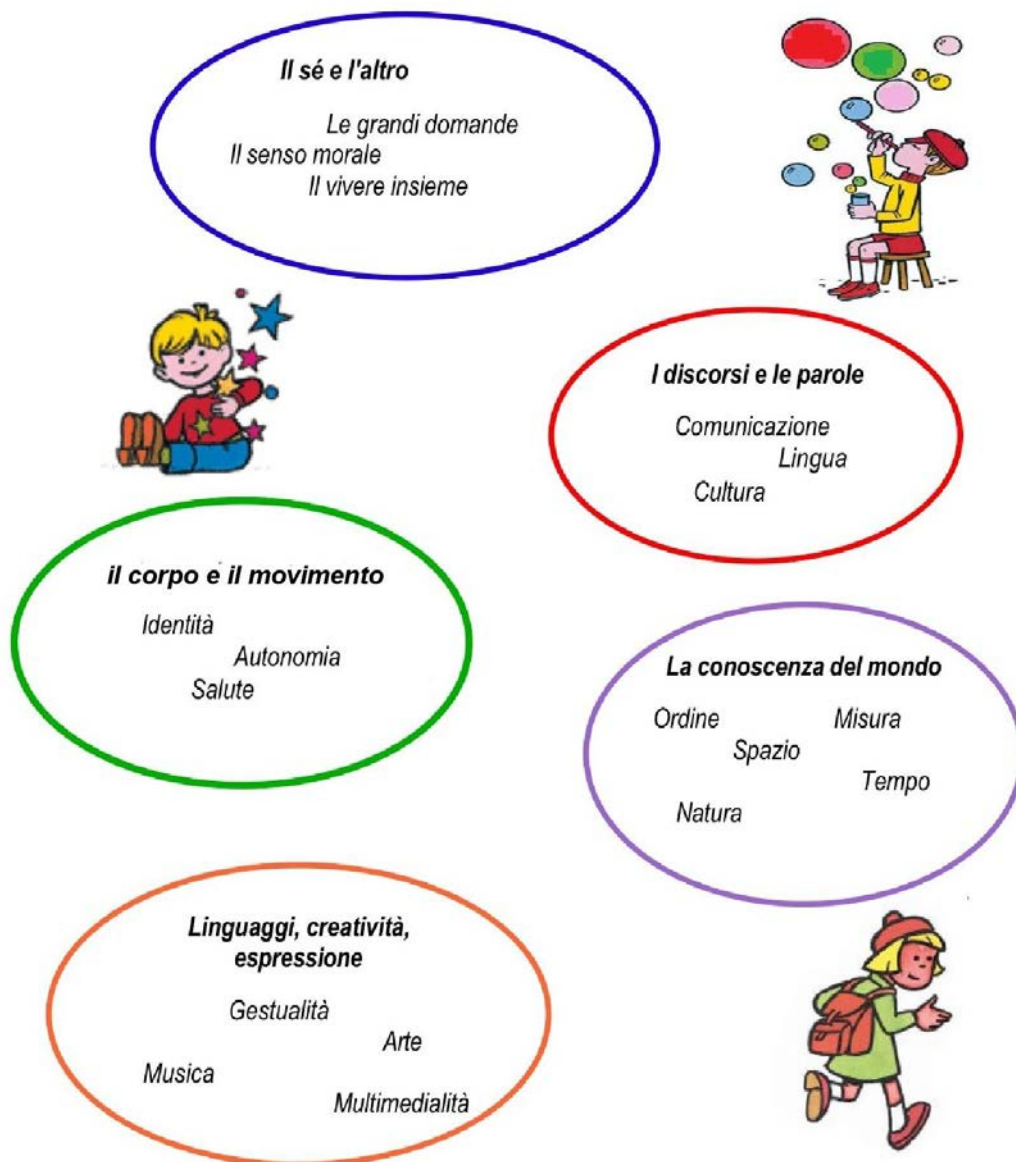 Il sé e l'altro
Le grandi domande
Il senso morale
Il vivere insieme
I discorsi e le parole
Comunicazione
Lingua
Cultura
il corpo e il movimento
Identità
Autonomia
Salute
La conoscenza del mondo
Ordine Misura
Spazio
Tempo
Natura
Linguaggi, creatività,
espressione
Gestualità
Arte
Musica
Multimedialità